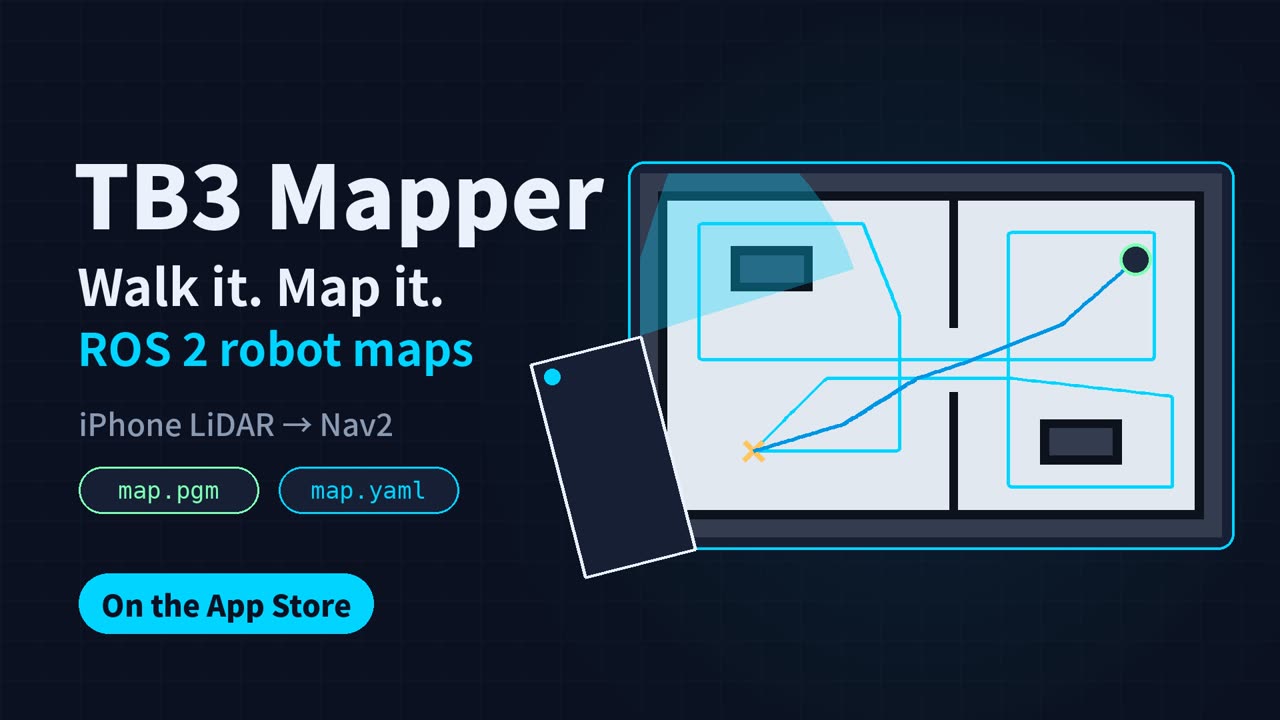 TB3 Mapper
Walk it. Map it.
ROS 2 robot maps
iPhone LiDAR → Nav2
map.pgm map.yaml
On the App Store